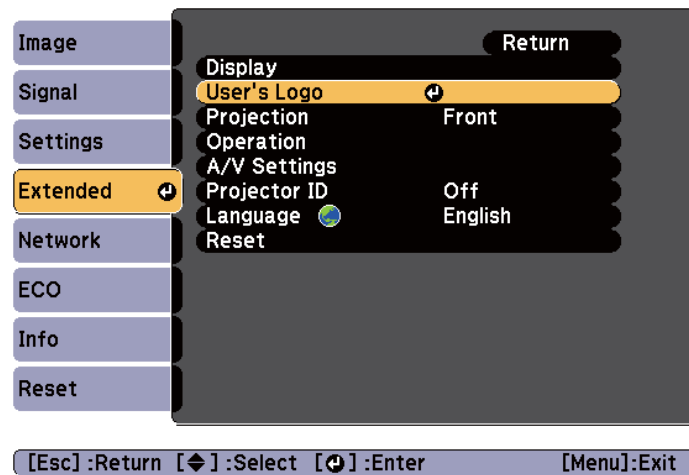 Image
Signal
Settings
Extended
Network
ECO
Info
Reset
Return
Display
User's Logo
Projection Front
Operation
A/V Settings
Projector ID Off
Language English
Reset
[Esc] :Return [◆] :Select [⏎] :Enter [Menu]:Exit